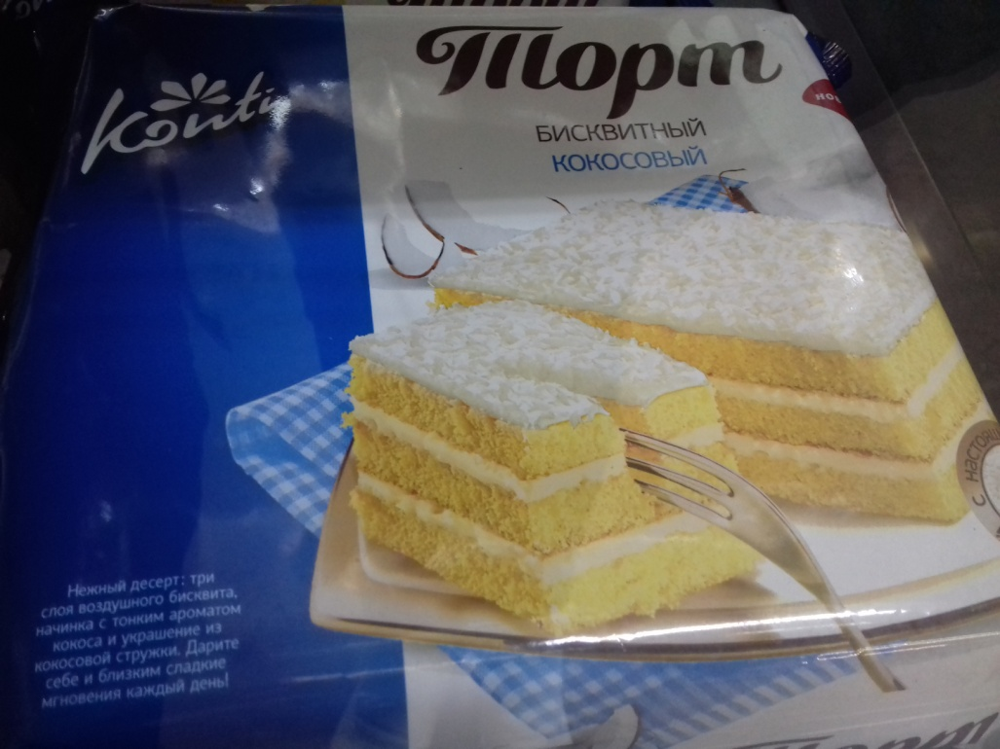 Konti
Торт
БИСКВИТНЫЙ
КОКОСОВЫЙ
Нежный десерт: три
слоя воздушного бисквита,
начинка с тонким ароматом
кокоса и украшение из
кокосовой стружки. Дарите
себе и близким сладкие
мгновения каждый день!
Торт